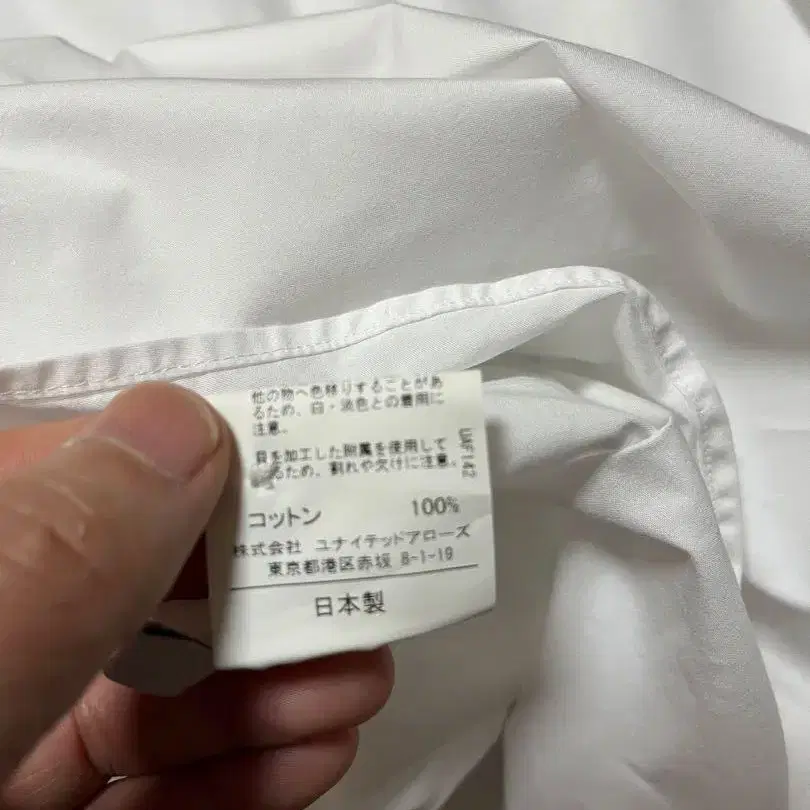 他の物へ色移りすることがあ
るため、白・淡色との着用に
注意。
貝を加工した附属を使用して
るため、割れや欠けに注意。
UAF142
コットン 100%
株式会社 ユナイテッドアローズ
東京都港区赤坂 8-1-19
日本製